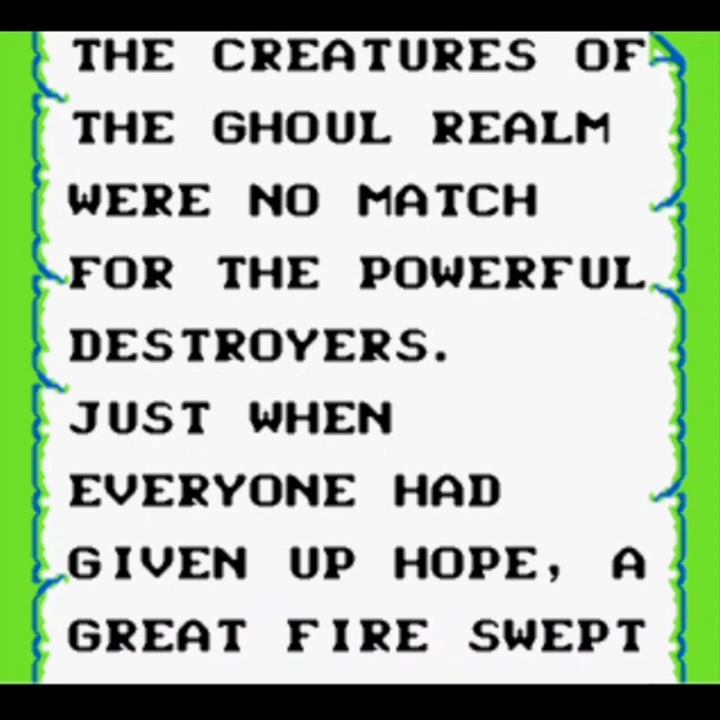 THE CREATURES OF
THE GHOUL REALM
WERE NO MATCH
FOR THE POWERFUL
DESTROYERS.
JUST WHEN
EVERYONE HAD
GIVEN UP HOPE, A
GREAT FIRE SWEPT